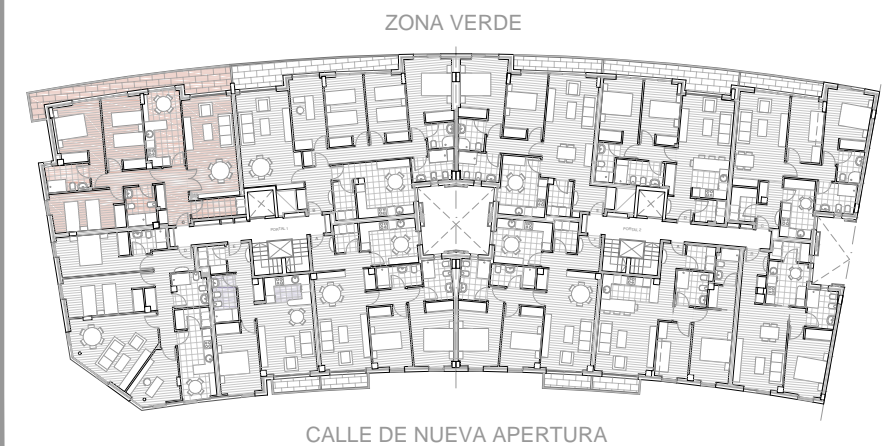 ZONA VERDE
PORTAL 1
PORTAL 2
CALLE DE NUEVA APERTURA